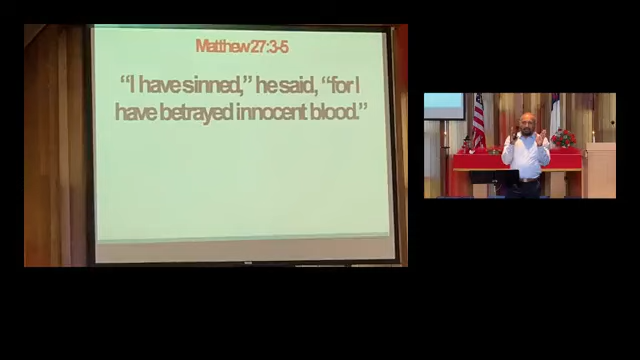 Matthew 27:3-5
“I have sinned,” he said, “for I
have betrayed innocent blood.”